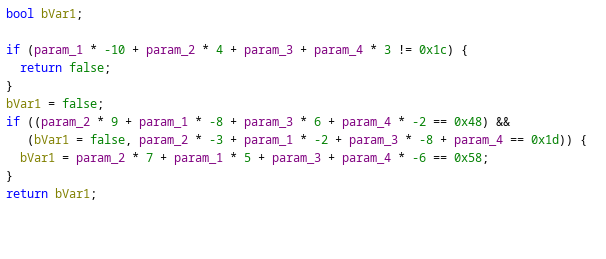 bool bVar1;
if (param_1 * -10 + param_2 * 4 + param_3 + param_4 * 3 != 0x1c) {
return false;
}
bVar1 = false;
if ((param_2 * 9 + param_1 * -8 + param_3 * 6 + param_4 * -2 == 0x48) &&
(bVar1 = false, param_2 * -3 + param_1 * -2 + param_3 * -8 + param_4 == 0x1d)) {
bVar1 = param_2 * 7 + param_1 * 5 + param_3 + param_4 * -6 == 0x58;
}
return bVar1;